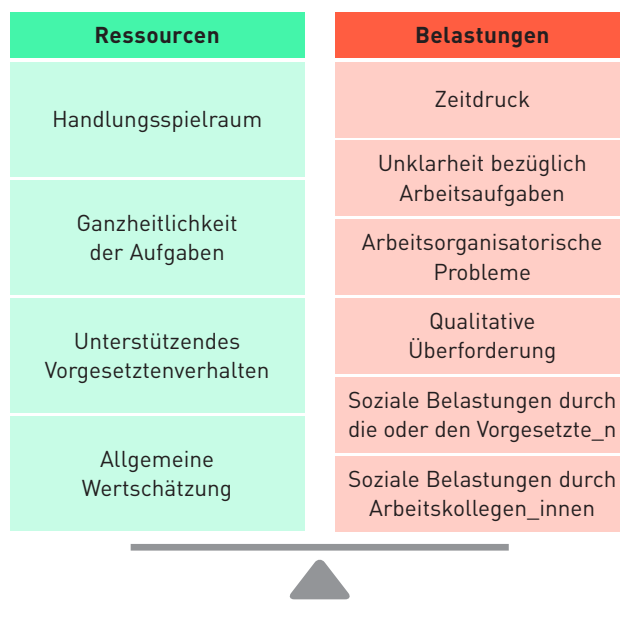 Ressourcen
Handlungsspielraum
Ganzheitlichkeit
der Aufgaben
Unterstützendes
Vorgesetztenverhalten
Allgemeine
Wertschätzung
Belastungen
Zeitdruck
Unklarheit bezüglich
Arbeitsaufgaben
Arbeitsorganisatorische
Probleme
Qualitative
Überforderung
Soziale Belastungen durch
die oder den Vorgesetzte_n
Soziale Belastungen durch
Arbeitskollegen_innen